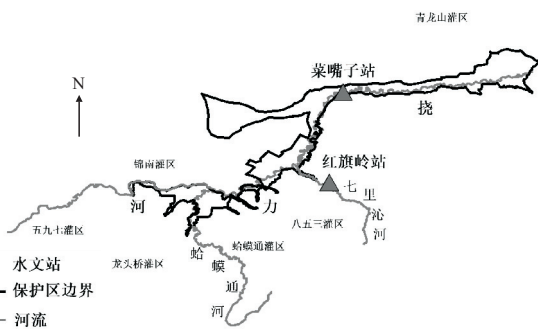 青龙山灌区
菜嘴子站
N
挠
锦南灌区
红旗岭站
七里沁河
河
力
八五三灌区
五九七灌区
蛤蟆通灌区
龙头桥灌区
蛤蟆通河
水文站
保护区边界
河流